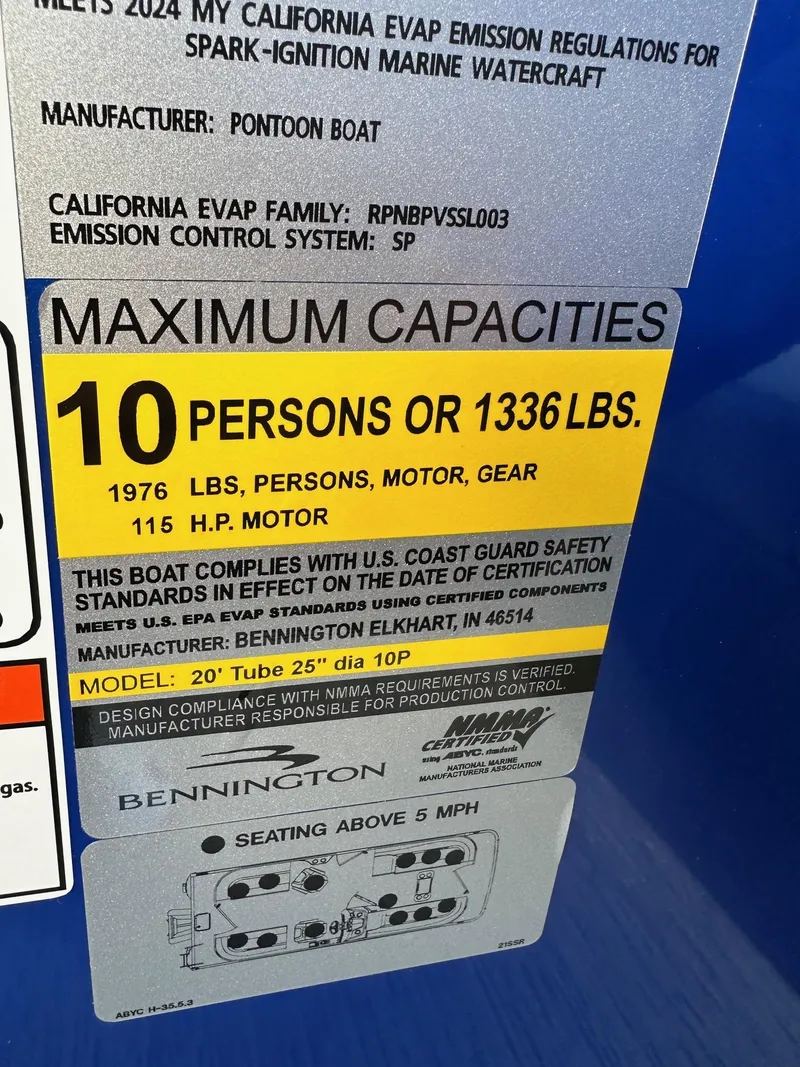 MEETS 2024 MY CALIFORNIA EVAP EMISSION REGULATIONS FOR
SPARK-IGNITION MARINE WATERCRAFT
MANUFACTURER: PONTOON BOAT
CALIFORNIA EVAP FAMILY: RPNBPVSSL003
EMISSION CONTROL SYSTEM: SP
MAXIMUM CAPACITIES
10 PERSONS OR 1336 LBS.
1976 LBS, PERSONS, MOTOR, GEAR
115 H.P. MOTOR
THIS BOAT COMPLIES WITH U.S. COAST GUARD SAFETY
STANDARDS IN EFFECT ON THE DATE OF CERTIFICATION
MEETS U.S. EPA EVAP STANDARDS USING CERTIFIED COMPONENTS
MANUFACTURER: BENNINGTON ELKHART, IN 46514
MODEL: 20' Tube 25" dia 10P
DESIGN COMPLIANCE WITH NMMA REQUIREMENTS IS VERIFIED.
MANUFACTURER RESPONSIBLE FOR PRODUCTION CONTROL.
BENNINGTON
NMMA
CERTIFIED
using ABYC. standards
NATIONAL MARINE
MANUFACTURERS ASSOCIATION
gas.
SEATING ABOVE 5 MPH
21SSR
ABYC H-35.5.3